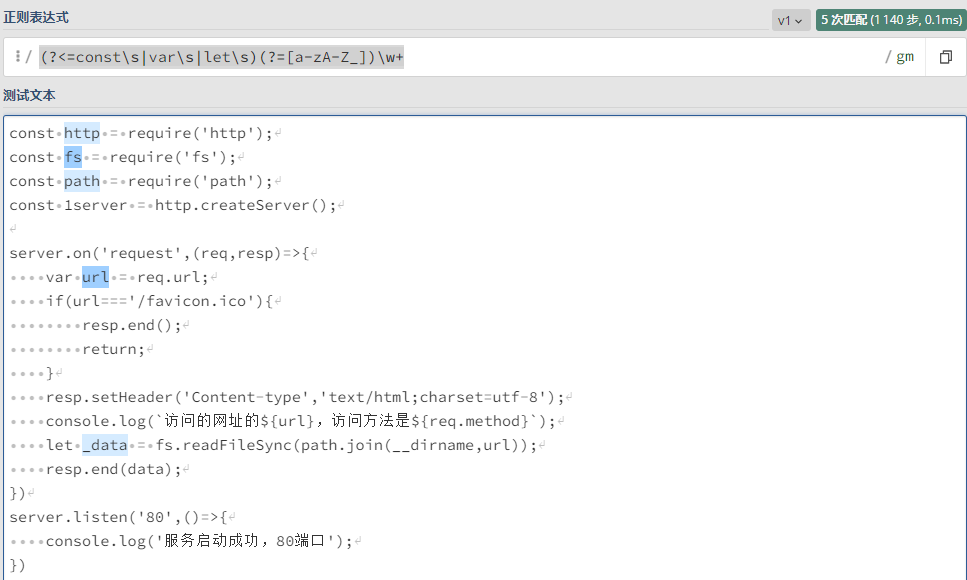 正则表达式
v1 5 次匹配 (1 140 步, 0.1ms)
/ (?<=const\s|var\s|let\s)(?=[a-zA-Z_])\w+ / gm
测试文本
const·http·=·require('http');↵
const·fs·=·require('fs');↵
const·path·=·require('path');↵
const·1server·=·http.createServer();↵
↵
server.on('request',(req,resp)=>{↵
····var·url·=·req.url;↵
····if(url==='/favicon.ico'){↵
········resp.end();↵
········return;↵
····}↵
····resp.setHeader('Content-type','text/html;charset=utf-8');↵
····console.log(`访问的网址的${url}，访问方法是${req.method}`);↵
····let·_data·=·fs.readFileSync(path.join(__dirname,url));↵
····resp.end(data);↵
})↵
server.listen('80',()=>{↵
····console.log('服务启动成功，80端口');↵
})